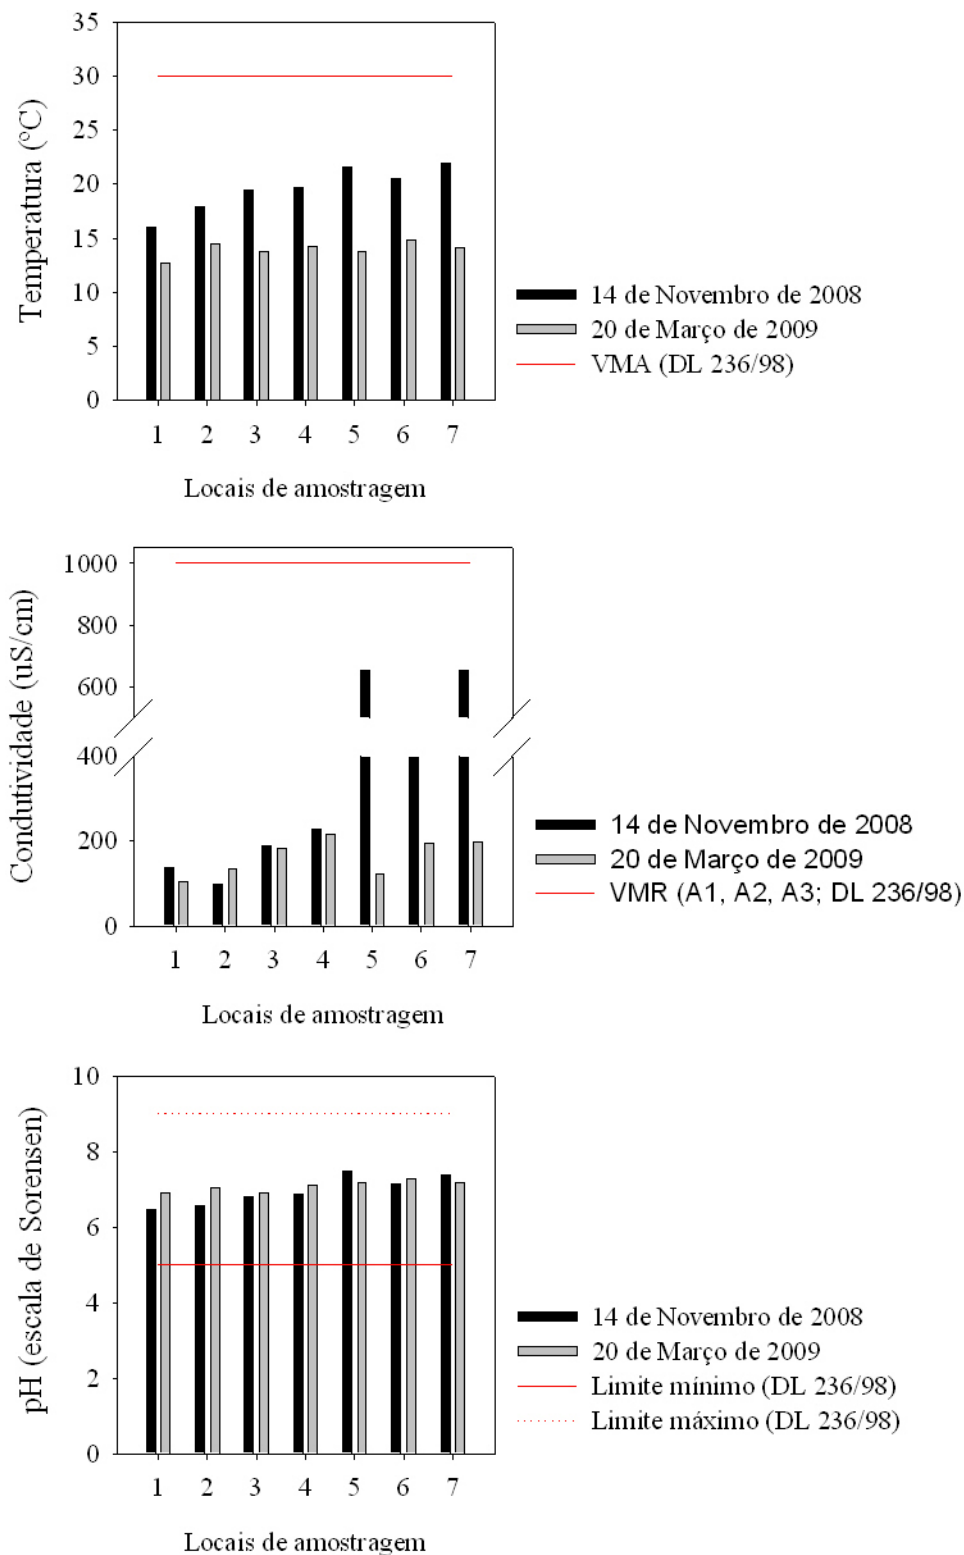 35
30
25
20
15
10
5
0
Temperatura (ºC)
1 2 3 4 5 6 7
Locais de amostragem
14 de Novembro de 2008
20 de Março de 2009
VMA (DL 236/98)
1000
800
600
400
200
0
Condutividade (uS/cm)
1 2 3 4 5 6 7
Locais de amostragem
14 de Novembro de 2008
20 de Março de 2009
VMR (A1, A2, A3; DL 236/98)
10
8
6
4
2
0
pH (escala de Sorensen)
1 2 3 4 5 6 7
Locais de amostragem
14 de Novembro de 2008
20 de Março de 2009
Limite mínimo (DL 236/98)
Limite máximo (DL 236/98)